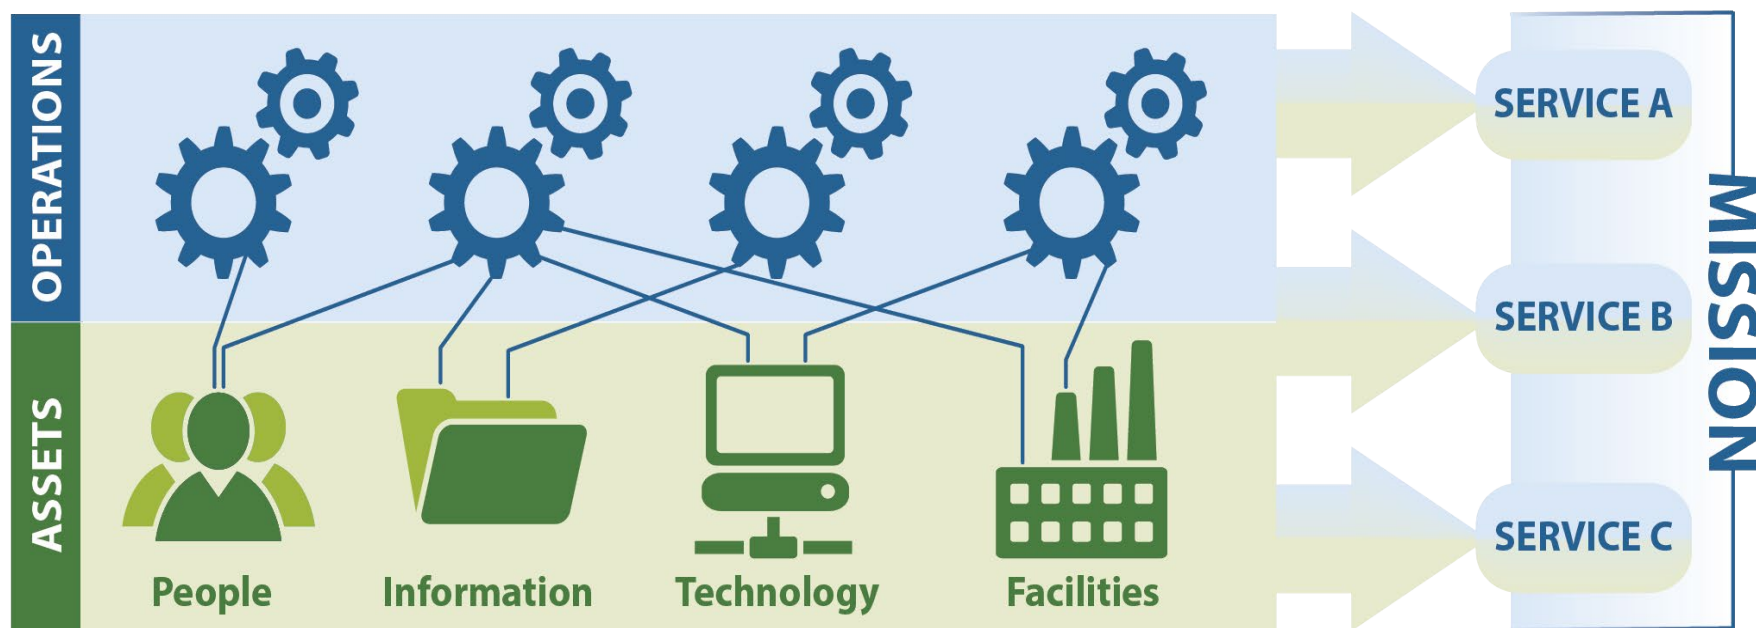 OPERATIONS
ASSETS
People
Information
Technology
Facilities
SERVICE A
SERVICE B
SERVICE C
MISSION